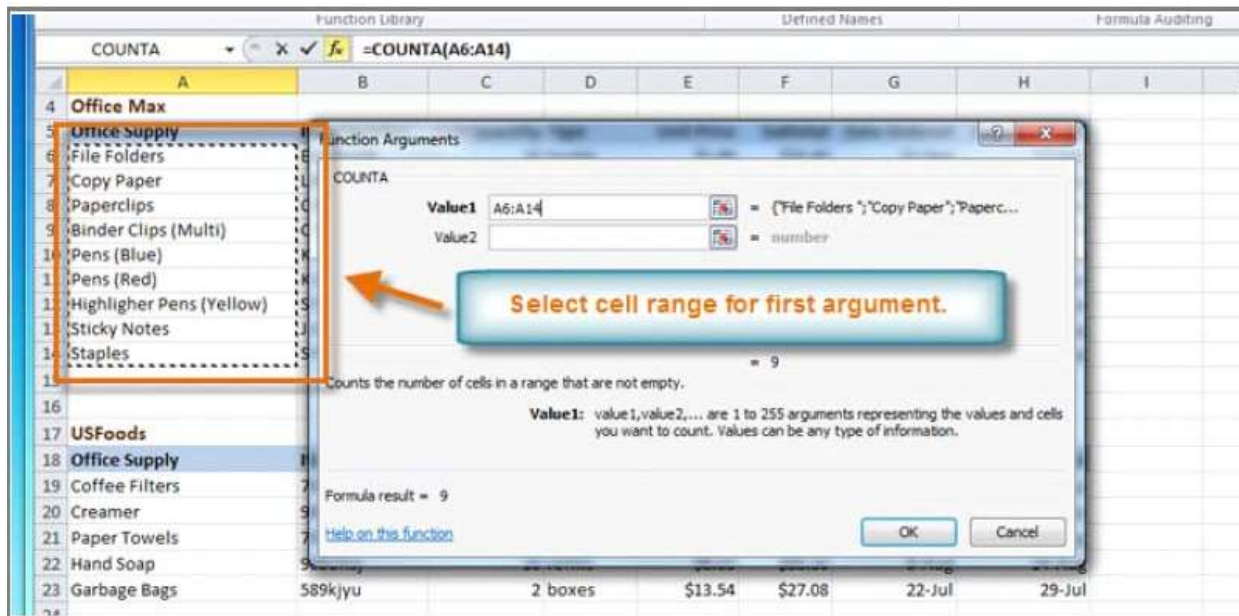 Function Library Defined Names Formula Auditing
COUNTA =COUNTA(A6:A14)
A B C D E F G H I
4 Office Max
5 Office Supply
6 File Folders
7 Copy Paper
8 Paperclips
9 Binder Clips (Multi)
10 Pens (Blue)
11 Pens (Red)
12 Highligher Pens (Yellow)
13 Sticky Notes
14 Staples
15
16
17 USFoods
18 Office Supply
19 Coffee Filters
20 Creamer
21 Paper Towels
22 Hand Soap
23 Garbage Bags 589kjyu 2 boxes $13.54 $27.08 22-Jul 29-Jul
24
Function Arguments
COUNTA
Value1 A6:A14 = {"File Folders ";"Copy Paper";"Paperc...
Value2 = number
Select cell range for first argument.
= 9
Counts the number of cells in a range that are not empty.
Value1: value1,value2,... are 1 to 255 arguments representing the values and cells
you want to count. Values can be any type of information.
Formula result = 9
Help on this function OK Cancel